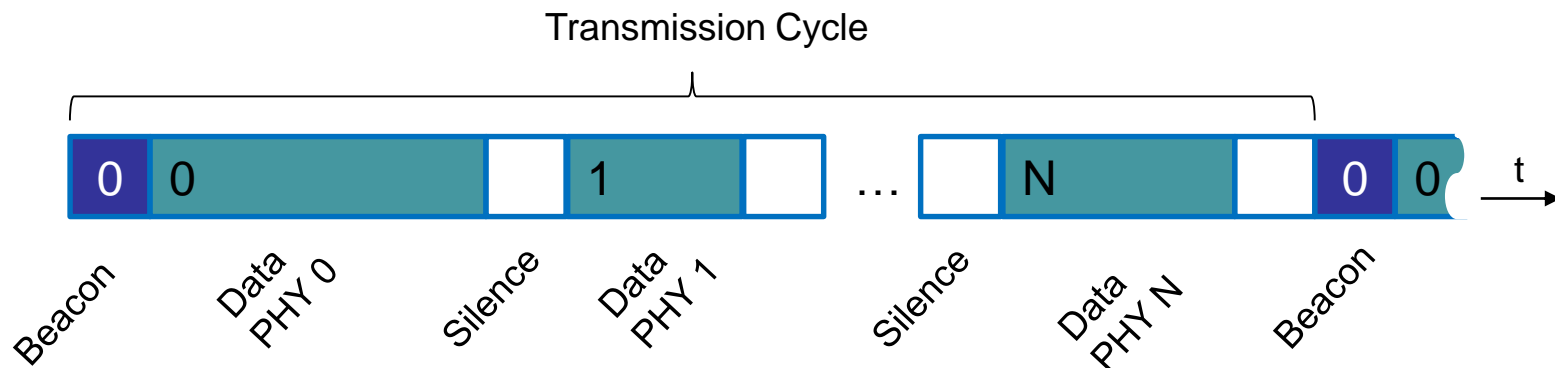 Transmission Cycle
0
0
1
…
N
0
0
t
Beacon
Data
PHY 0
Silence
Data
PHY 1
Silence
Data
PHY N
Beacon